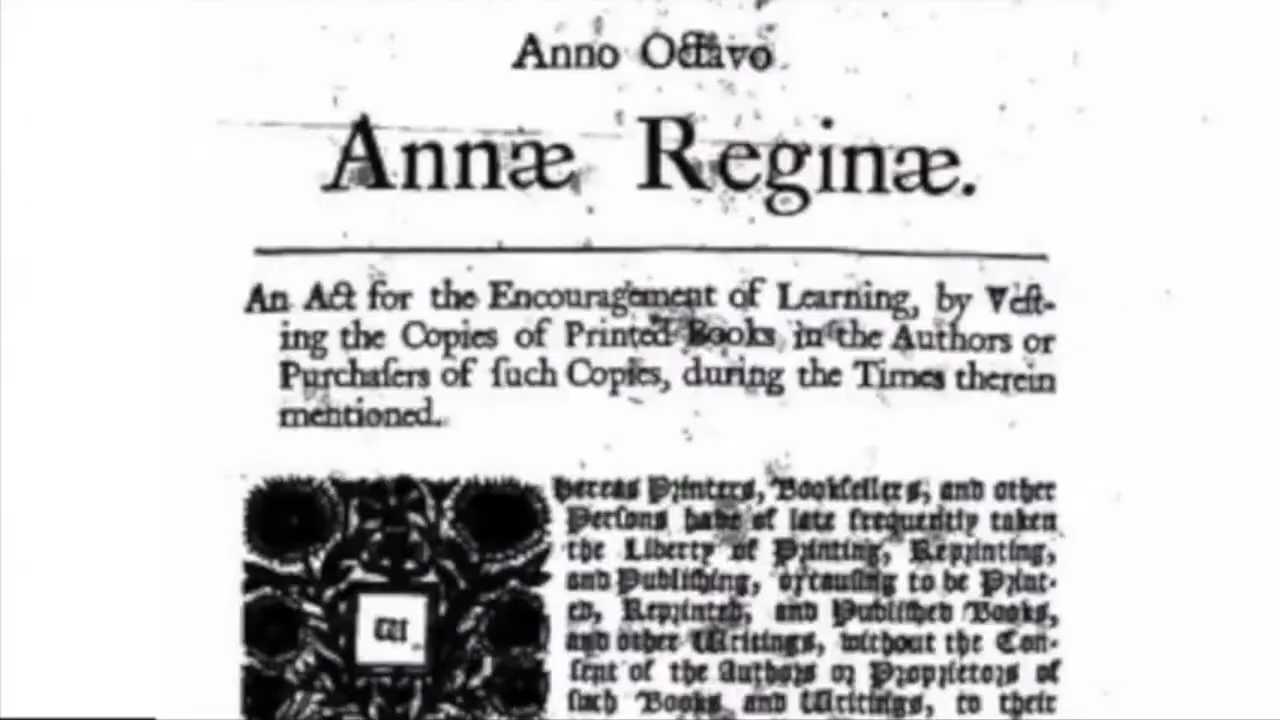 Anno Octavo
Annæ Reginæ.
An Act for the Encouragement of Learning, by Vest-
ing the Copies of Printed Books in the Authors or
Purchaſers of ſuch Copies, during the Times therein
mentioned.
W
hereas Printers, Bookſellers, and other
Perſons have of late frequently taken
the Liberty of Printing, Reprinting,
and Publiſhing, or cauſing to be Print-
ed, Reprinted, and Publiſhed Books,
and other Writings, without the Con-
ſent of the Authors or Proprietors of
ſuch Books and Writings, to their